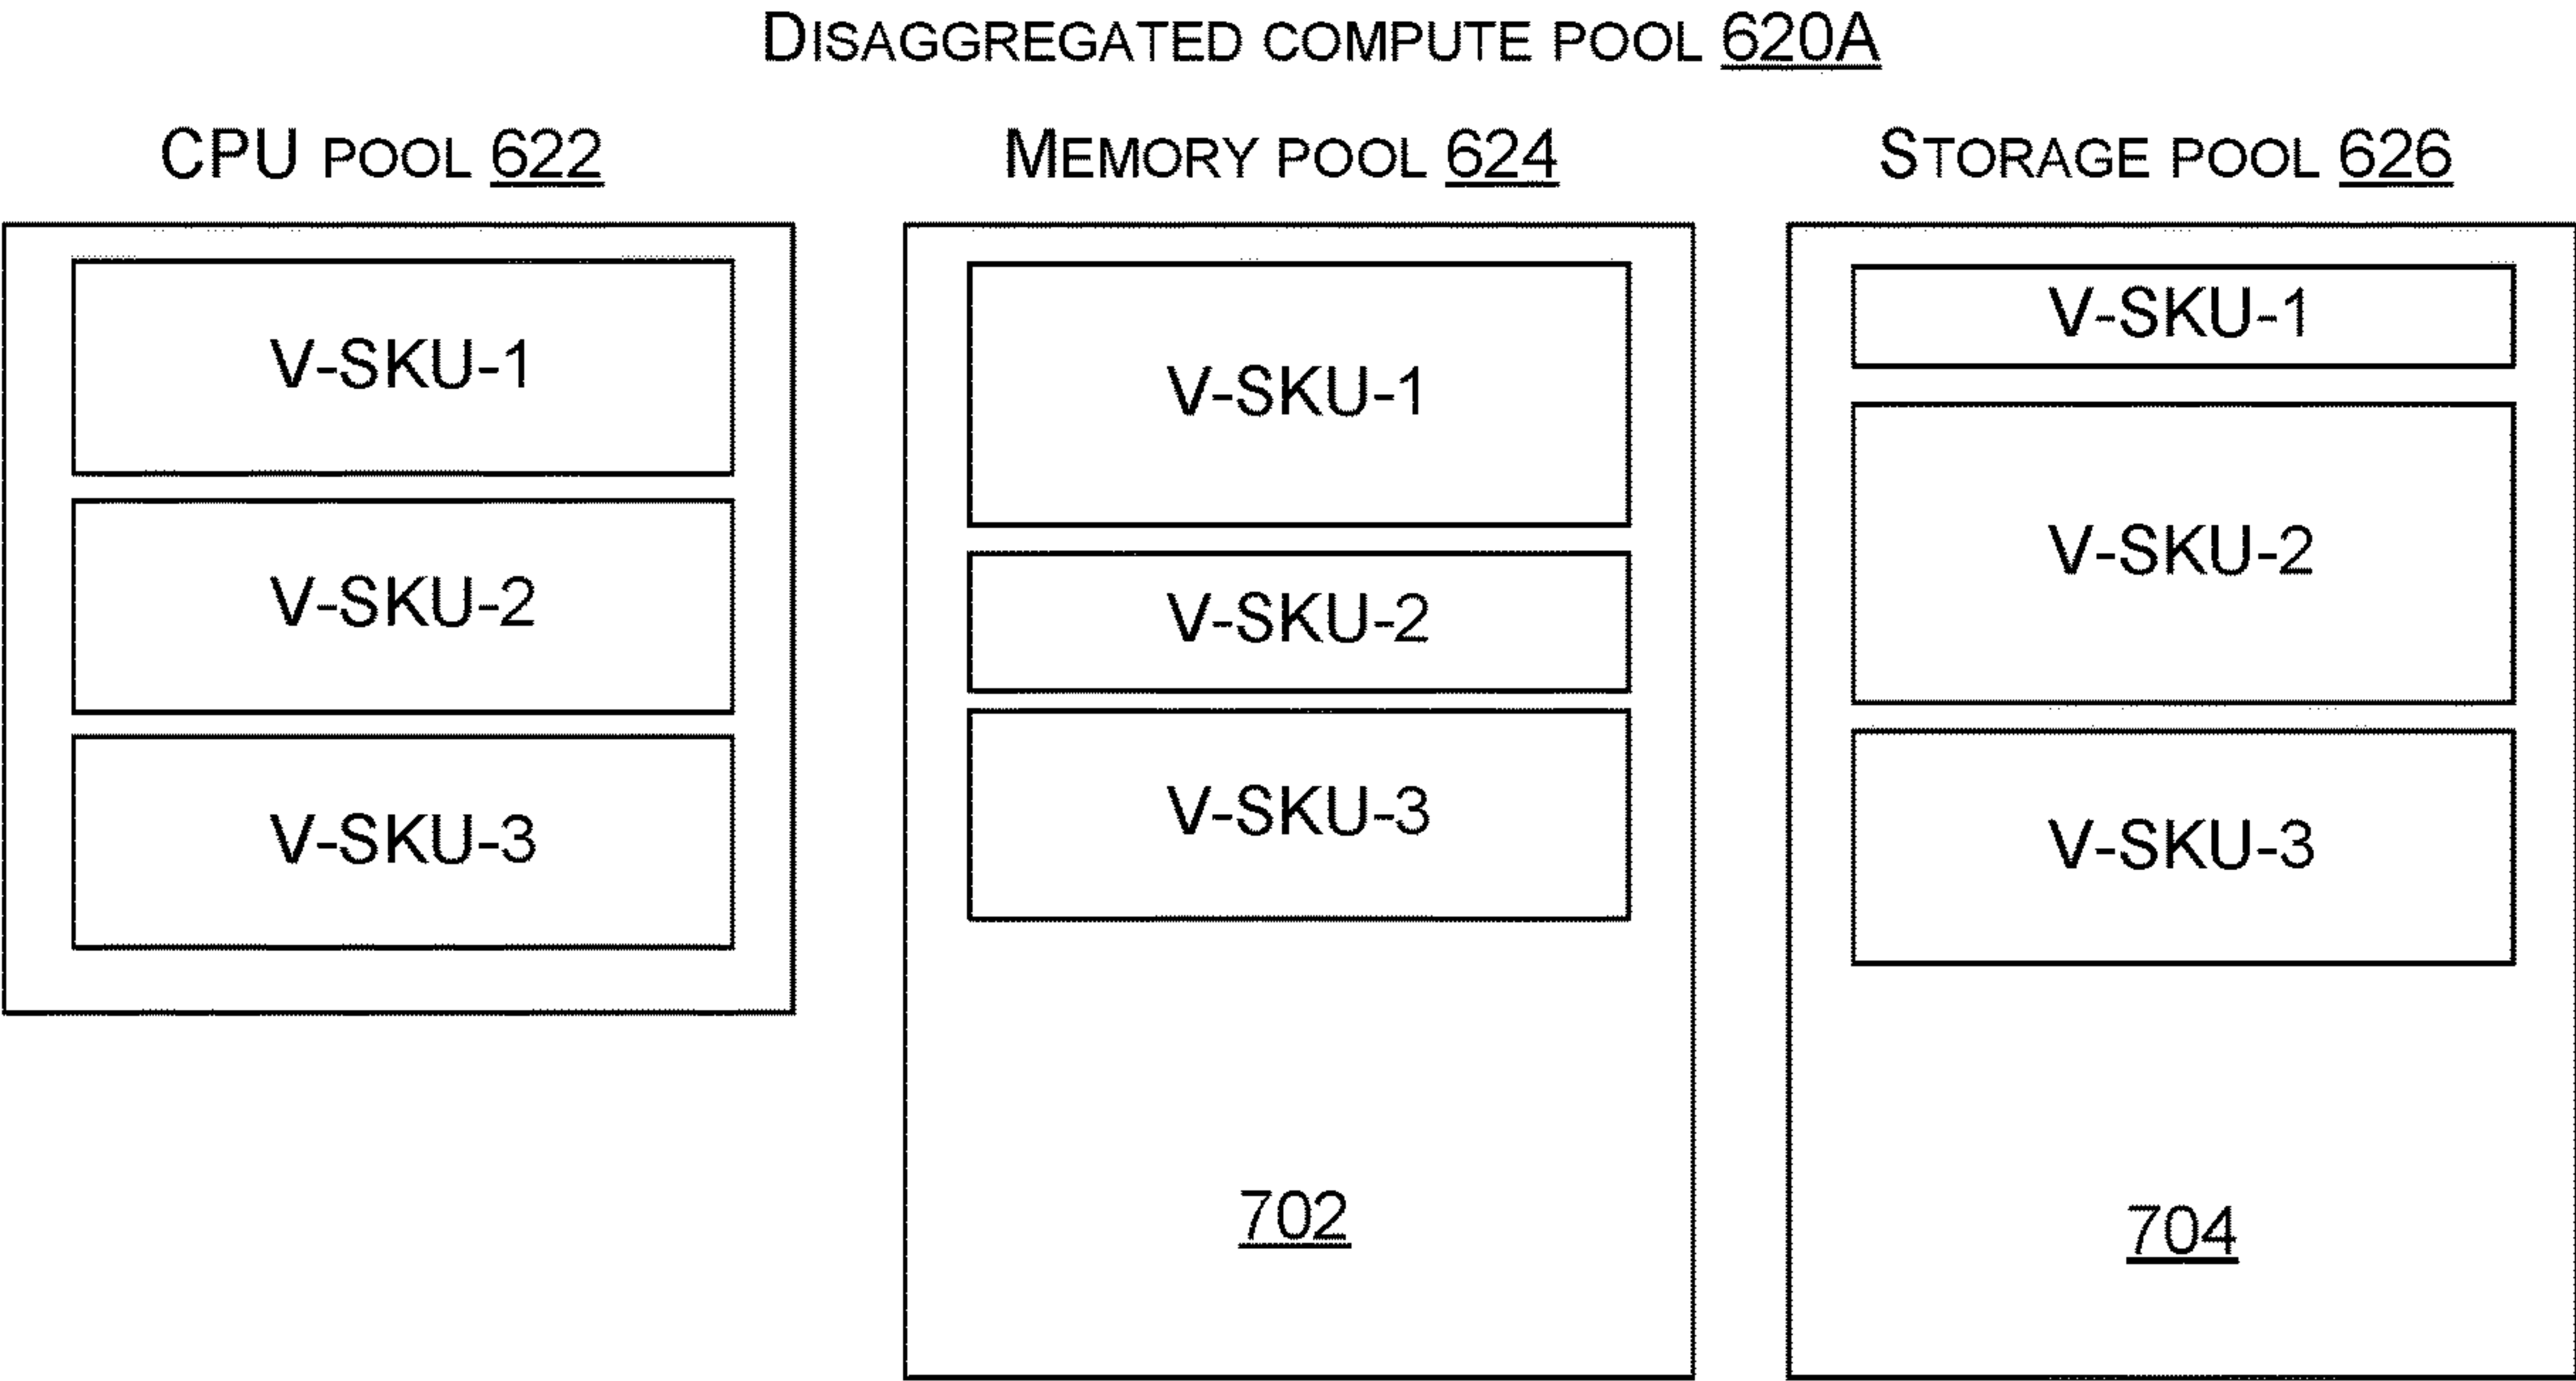 DISAGGREGATED COMPUTE POOL 620A
CPU POOL 622
V-SKU-1
V-SKU-2
V-SKU-3
MEMORY POOL 624
V-SKU-1
V-SKU-2
V-SKU-3
702
STORAGE POOL 626
V-SKU-1
V-SKU-2
V-SKU-3
704